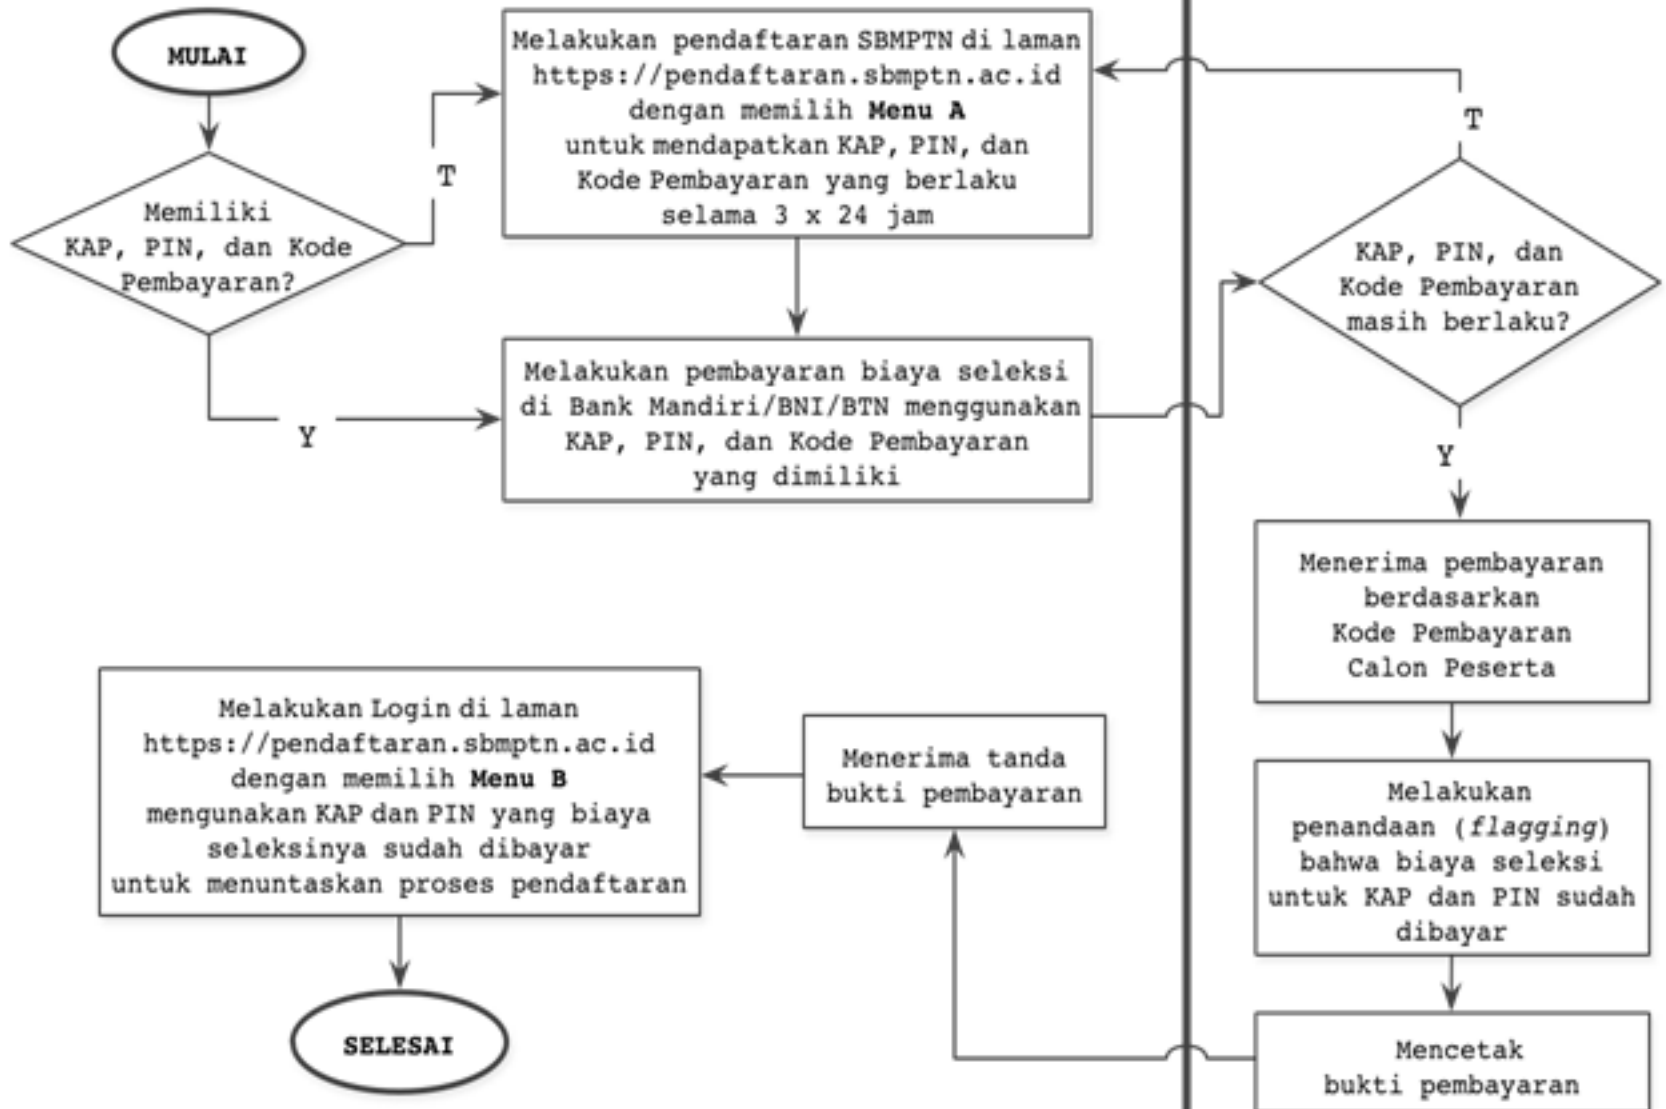 MULAI
Memiliki
KAP, PIN, dan Kode
Pembayaran?
T
Y
Melakukan pendaftaran SBMPTN di laman
https://pendaftaran.sbmptn.ac.id
dengan memilih Menu A
untuk mendapatkan KAP, PIN, dan
Kode Pembayaran yang berlaku
selama 3 x 24 jam
Melakukan pembayaran biaya seleksi
di Bank Mandiri/BNI/BTN menggunakan
KAP, PIN, dan Kode Pembayaran
yang dimiliki
T
KAP, PIN, dan
Kode Pembayaran
masih berlaku?
Y
Menerima pembayaran
berdasarkan
Kode Pembayaran
Calon Peserta
Melakukan
penandaan (flagging)
bahwa biaya seleksi
untuk KAP dan PIN sudah
dibayar
Mencetak
bukti pembayaran
Menerima tanda
bukti pembayaran
Melakukan Login di laman
https://pendaftaran.sbmptn.ac.id
dengan memilih Menu B
mengunakan KAP dan PIN yang biaya
seleksinya sudah dibayar
untuk menuntaskan proses pendaftaran
SELESAI